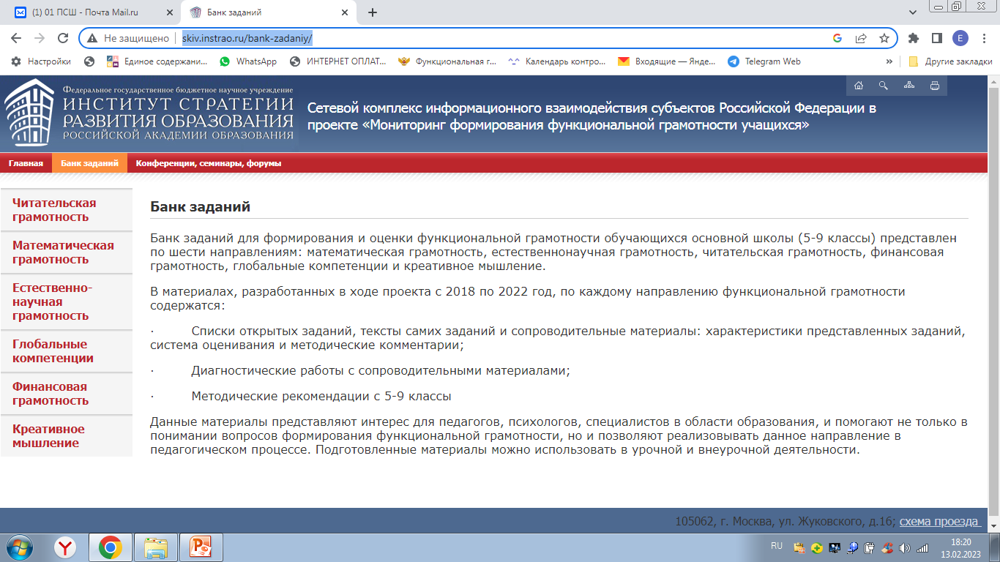 (1) 01 ПСШ - Почта Mail.ru
Банк заданий
Не защищено
skiv.instrao.ru/bank-zadaniy/
E
Настройки
Единое содержани...
WhatsApp
ИНТЕРНЕТ ОПЛАТ...
Функциональная г...
Календарь контро...
Входящие — Янде...
Telegram Web
»
Другие закладки
Федеральное государственное бюджетное научное учреждение
ИНСТИТУТ СТРАТЕГИИ
РАЗВИТИЯ ОБРАЗОВАНИЯ
РОССИЙСКОЙ АКАДЕМИИ ОБРАЗОВАНИЯ
Сетевой комплекс информационного взаимодействия субъектов Российской Федерации в
проекте «Мониторинг формирования функциональной грамотности учащихся»
Главная
Банк заданий
Конференции, семинары, форумы
Читательская
грамотность
Математическая
грамотность
Естественно-
научная
грамотность
Глобальные
компетенции
Финансовая
грамотность
Креативное
мышление
Банк заданий
Банк заданий для формирования и оценки функциональной грамотности обучающихся основной школы (5-9 классы) представлен
по шести направлениям: математическая грамотность, естественнонаучная грамотность, читательская грамотность, финансовая
грамотность, глобальные компетенции и креативное мышление.
В материалах, разработанных в ходе проекта с 2018 по 2022 год, по каждому направлению функциональной грамотности
содержатся:
· Списки открытых заданий, тексты самих заданий и сопроводительные материалы: характеристики представленных заданий,
система оценивания и методические комментарии;
· Диагностические работы с сопроводительными материалами;
· Методические рекомендации с 5-9 классы
Данные материалы представляют интерес для педагогов, психологов, специалистов в области образования, и помогают не только в
понимании вопросов формирования функциональной грамотности, но и позволяют реализовывать данное направление в
педагогическом процессе. Подготовленные материалы можно использовать в урочной и внеурочной деятельности.
105062, г. Москва, ул. Жуковского, д.16; схема проезда
RU
18:20
13.02.2023